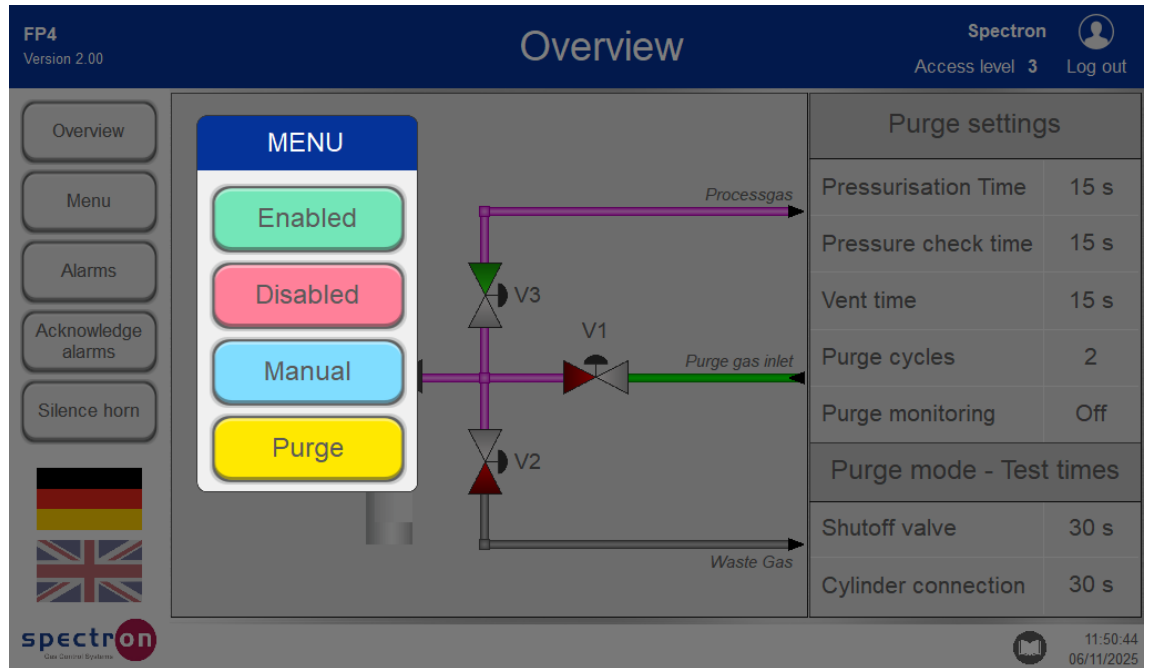 FP4
Version 2.00
Overview
Spectron
Access level 3
Log out
Overview
Menu
Alarms
Acknowledge
alarms
Silence horn
MENU
Enabled
Disabled
Manual
Purge
Processgas
V3
V1
Purge gas inlet
V2
Waste Gas
Purge settings
Pressurisation Time 15 s
Pressure check time 15 s
Vent time 15 s
Purge cycles 2
Purge monitoring Off
Purge mode - Test times
Shutoff valve 30 s
Cylinder connection 30 s
spectron
Gas Control Systems
11:50:44
06/11/2025